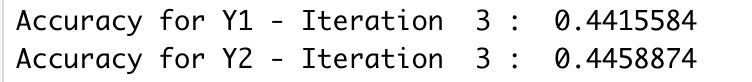 Accuracy for Y1 - Iteration  3 :  0.4415584
Accuracy for Y2 - Iteration  3 :  0.4458874